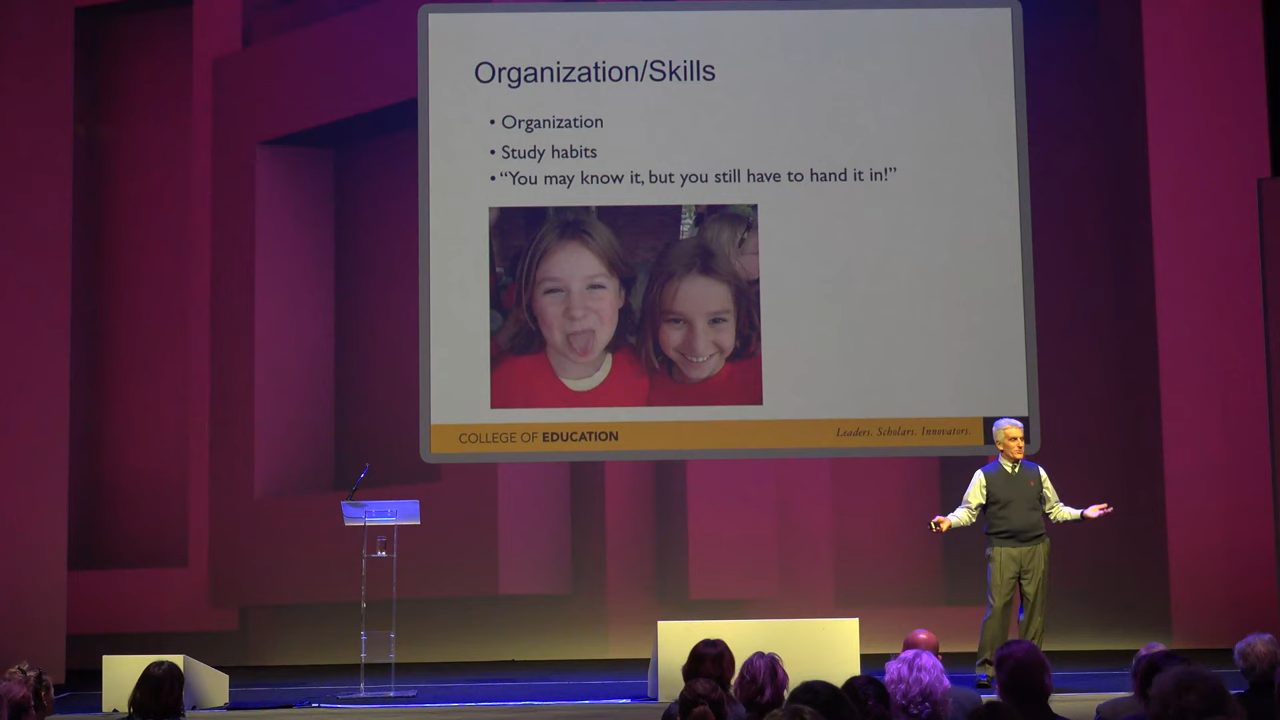 Organization/Skills
• Organization
• Study habits
• “You may know it, but you still have to hand it in!”
COLLEGE OF EDUCATION
Leaders. Scholars. Innovators.